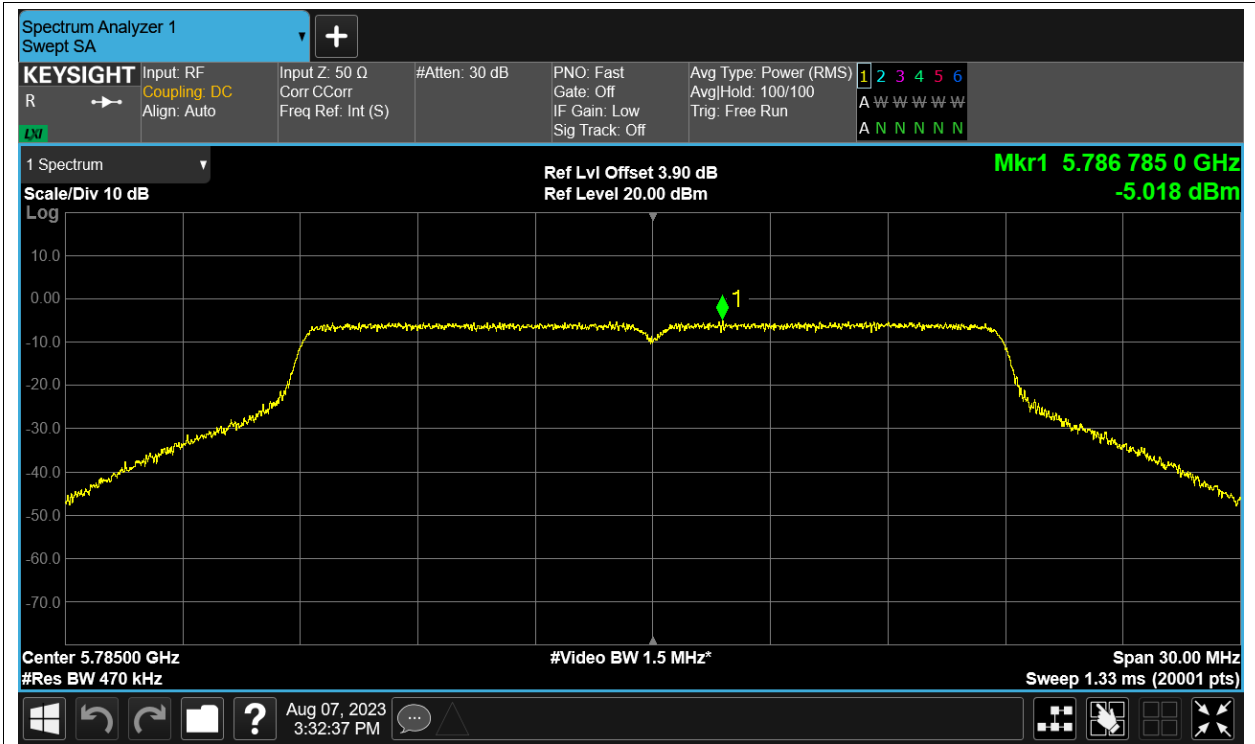 Spectrum Analyzer 1
Swept SA
KEYSIGHT
R
LXI
Input: RF
Coupling: DC
Align: Auto
Input Z: 50 Ω
Corr CCorr
Freq Ref: Int (S)
#Atten: 30 dB
PNO: Fast
Gate: Off
IF Gain: Low
Sig Track: Off
Avg Type: Power (RMS)
Avg|Hold: 100/100
Trig: Free Run
1 2 3 4 5 6
A W W W W W
A N N N N N
1 Spectrum
Scale/Div 10 dB
Log
Ref Lvl Offset 3.90 dB
Ref Level 20.00 dBm
Mkr1 5.786 785 0 GHz
-5.018 dBm
10.0
0.00
1
-10.0
-20.0
-30.0
-40.0
-50.0
-60.0
-70.0
Center 5.78500 GHz
#Res BW 470 kHz
#Video BW 1.5 MHz*
Span 30.00 MHz
Sweep 1.33 ms (20001 pts)
?
Aug 07, 2023
3:32:37 PM